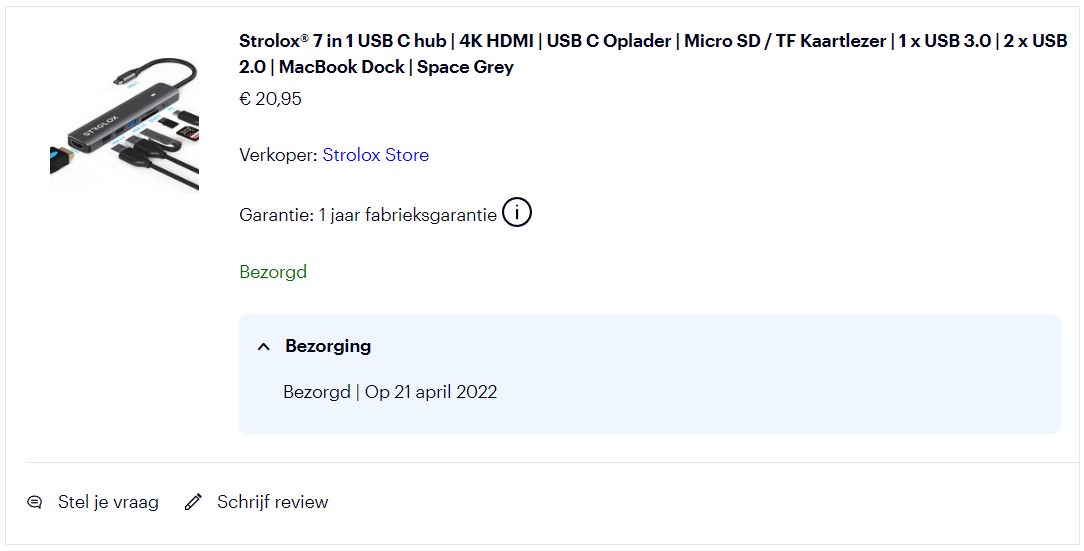 Strolox® 7 in 1 USB C hub | 4K HDMI | USB C Oplader | Micro SD / TF Kaartlezer | 1 x USB 3.0 | 2 x USB
2.0 | MacBook Dock | Space Grey
€ 20,95
STROLOX
Verkoper: Strolox Store
Garantie: 1 jaar fabrieksgarantie i
Bezorgd
Bezorging
Bezorgd | Op 21 april 2022
Stel je vraag
Schrijf review